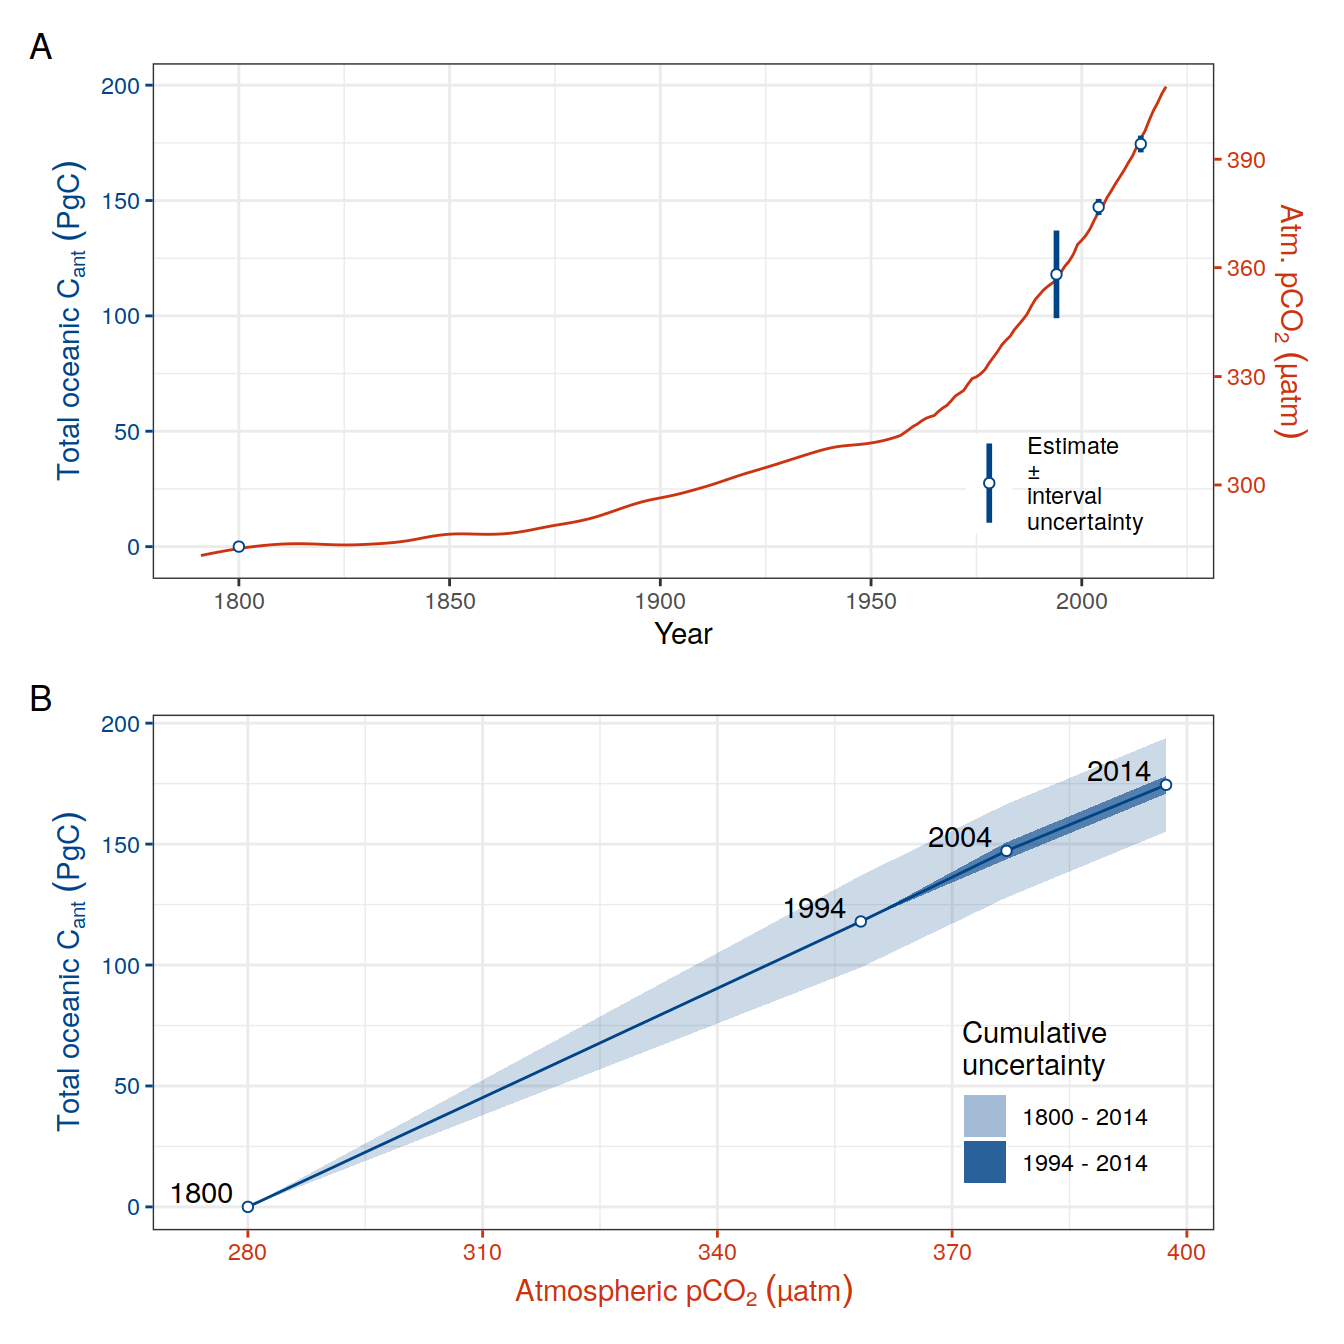 A
200
150
100
50
0
Total oceanic Cant (PgC)
390
360
330
300
Atm. pCO2 (µatm)
Estimate
±
interval
uncertainty
1800 1850 1900 1950 2000
Year
B
200
150
100
50
0
Total oceanic Cant (PgC)
2014
2004
1994
1800
Cumulative
uncertainty
1800 - 2014
1994 - 2014
280 310 340 370 400
Atmospheric pCO2 (µatm)